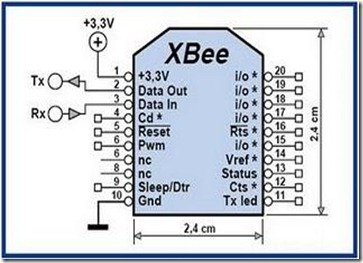 +3,3V
XBee
1 +3,3V i/o * 20
Tx 2 Data Out i/o * 19
Rx 3 Data In i/o * 18
4 Cd * i/o * 17
5 Reset Rts * 16
6 Pwm i/o * 15
6 nc Vref * 14
8 nc Status 13
9 Sleep/Dtr Cts * 12
10 Gnd Tx led 11
2,4 cm
2,4 cm